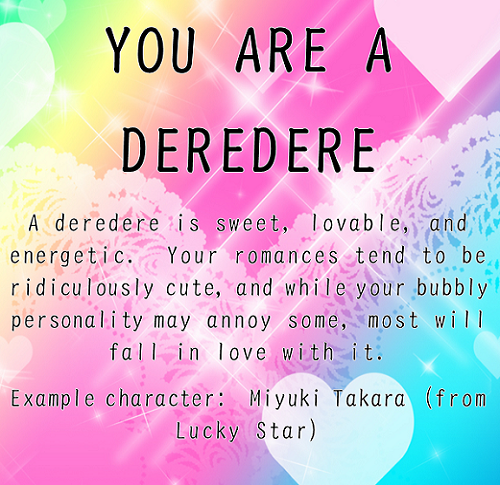 YOU ARE A
DEREDERE
A deredere is sweet, lovable, and
energetic. Your romances tend to be
ridiculously cute, and while your bubbly
personality may annoy some, most will
fall in love with it.
Example character: Miyuki Takara (from
Lucky Star)